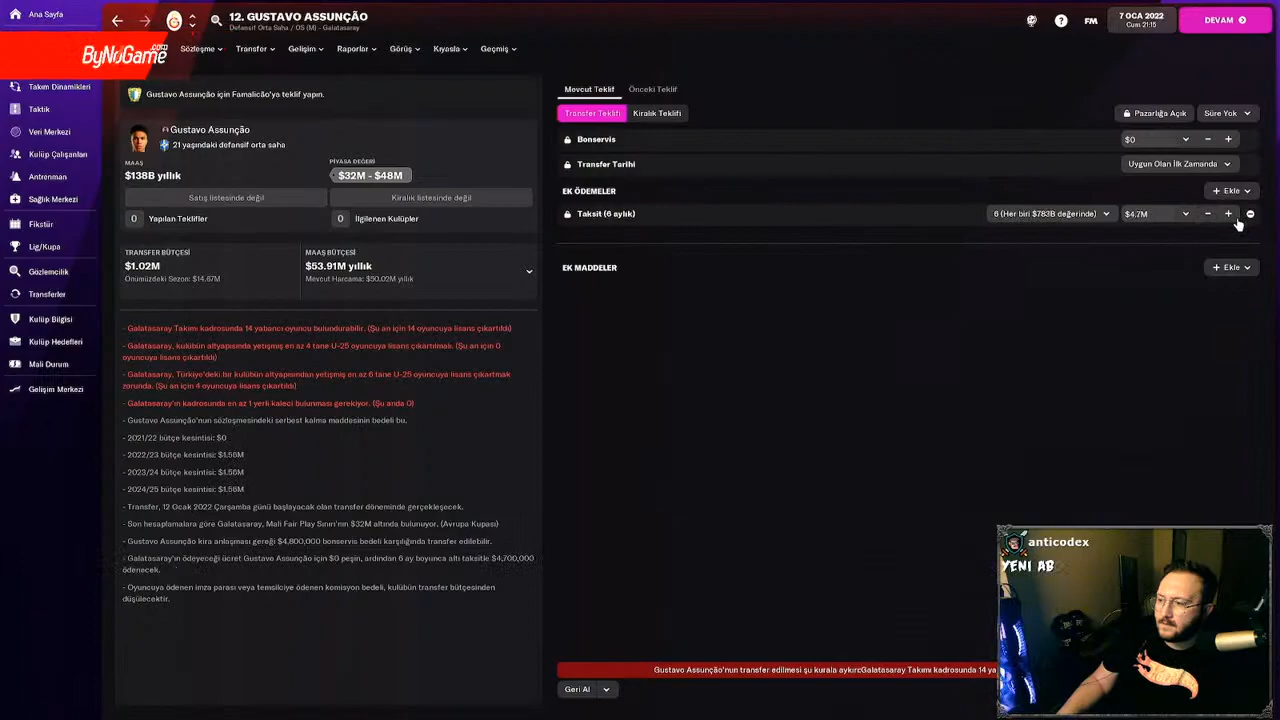 Ana Sayfa
12. GUSTAVO ASSUNÇÃO
Defansif Orta Saha / OS (M) - Galatasaray
FM
7 OCA 2022
Cum 21:15
DEVAM
ByNoGame.com
Sözleşme
Transfer
Gelişim
Raporlar
Görüş
Kıyasla
Geçmiş
Takım Dinamikleri
Taktik
Veri Merkezi
Kulüp Çalışanları
Antrenman
Sağlık Merkezi
Fikstür
Lig/Kupa
Gözlemcilik
Transferler
Kulüp Bilgisi
Kulüp Hedefleri
Mali Durum
Gelişim Merkezi
Gustavo Assunção için Famalicão'ya teklif yapın.
Gustavo Assunção
21 yaşındaki defansif orta saha
MAAŞ
$138B yıllık
PİYASA DEĞERİ
$32M - $48M
Satış listesinde değil
Kiralık listesinde değil
0 Yapılan Teklifler
0 İlgilenen Kulüpler
TRANSFER BÜTÇESİ
$1.02M
Önümüzdeki Sezon: $14.67M
MAAŞ BÜTÇESİ
$53.91M yıllık
Mevcut Harcama: $50.02M yıllık
- Galatasaray Takımı kadrosunda 14 yabancı oyuncu bulundurabilir. (Şu an için 14 oyuncuya lisans çıkartıldı)
- Galatasaray, kulübün altyapısında yetişmiş en az 4 tane U-25 oyuncuya lisans çıkartılmalı. (Şu an için 0
oyuncuya lisans çıkartıldı)
- Galatasaray, Türkiye'deki bir kulübün altyapısından yetişmiş en az 6 tane U-25 oyuncuya lisans çıkartmak
zorunda. (Şu an için 4 oyuncuya lisans çıkartıldı)
- Galatasaray'ın kadrosunda en az 1 yerli kaleci bulunması gerekiyor. (Şu anda 0)
- Gustavo Assunção'nun sözleşmesindeki serbest kalma maddesinin bedeli bu.
- 2021/22 bütçe kesintisi: $0
- 2022/23 bütçe kesintisi: $1.56M
- 2023/24 bütçe kesintisi: $1.56M
- 2024/25 bütçe kesintisi: $1.56M
- Transfer, 12 Ocak 2022 Çarşamba günü başlayacak olan transfer döneminde gerçekleşecek.
- Son hesaplamalara göre Galatasaray, Mali Fair Play Sınırı'nın $32M altında bulunuyor. (Avrupa Kupası)
- Gustavo Assunção kira anlaşması gereği $4,800,000 bonservis bedeli karşılığında transfer edilebilir.
- Galatasaray'ın ödeyeceği ücret Gustavo Assunção için $0 peşin, ardından 6 ay boyunca altı taksitle $4,700,000
ödenecek.
- Oyuncuya ödenen imza parası veya temsilciye ödenen komisyon bedeli, kulübün transfer bütçesinden
düşülecektir.
Mevcut Teklif
Önceki Teklif
Transfer Teklifi
Kiralık Teklifi
Pazarlığa Açık
Süre Yok
Bonservis
$0
Transfer Tarihi
Uygun Olan İlk Zamanda
EK ÖDEMELER
+ Ekle
Taksit (6 aylık)
6 (Her biri $783B değerinde)
$4.7M
EK MADDELER
+ Ekle
Gustavo Assunção'nun transfer edilmesi şu kurala aykırı:Galatasaray Takımı kadrosunda 14 ya
Geri Al
anticodex
YENI AB